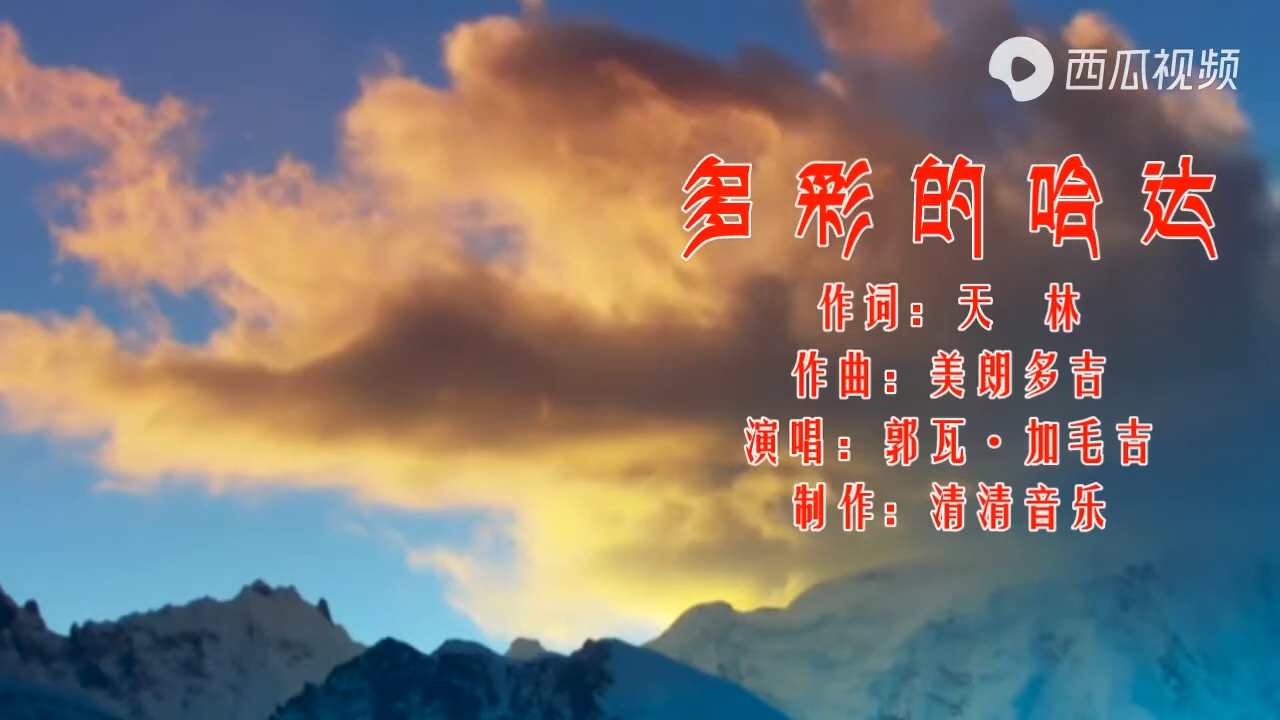 西瓜视频
多彩的哈达
作词：天 林
作曲：美朗多吉
演唱：郭瓦·加毛吉
制作：清清音乐